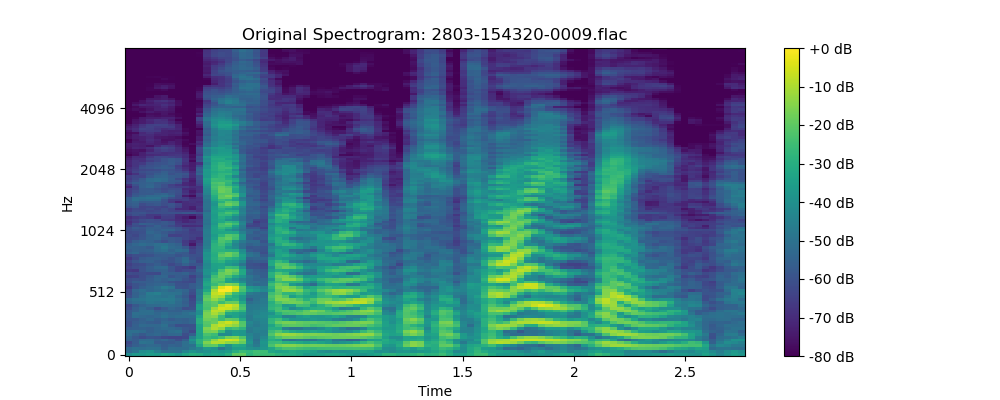 Original Spectrogram: 2803-154320-0009.flac
Hz
4096
2048
1024
512
0
0
0.5
1
1.5
2
2.5
Time
+0 dB
-10 dB
-20 dB
-30 dB
-40 dB
-50 dB
-60 dB
-70 dB
-80 dB